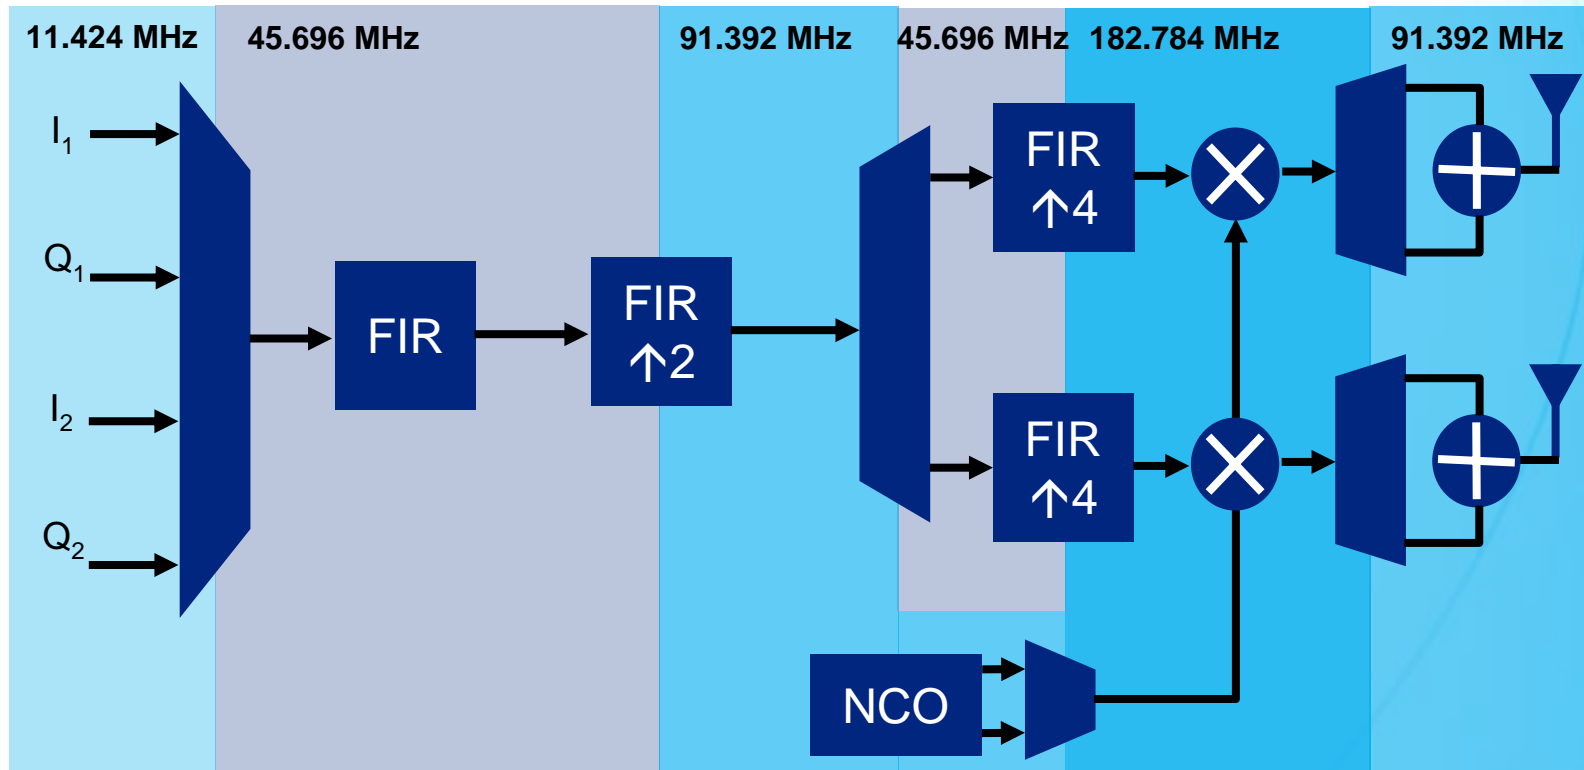 11.424 MHz
45.696 MHz
91.392 MHz
45.696 MHz
182.784 MHz
91.392 MHz
I₁
Q₁
I₂
Q₂
FIR
FIR
↑2
FIR
↑4
FIR
↑4
NCO